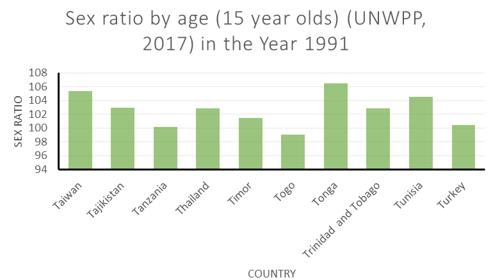 Sex ratio by age (15 year olds) (UNWPP,
2017) in the Year 1991
SEX RATIO
108
106
104
102
100
98
96
94
Taiwan
Tajikistan
Tanzania
Thailand
Timor
Togo
Tonga
Trinidad and Tobago
Tunisia
Turkey
COUNTRY